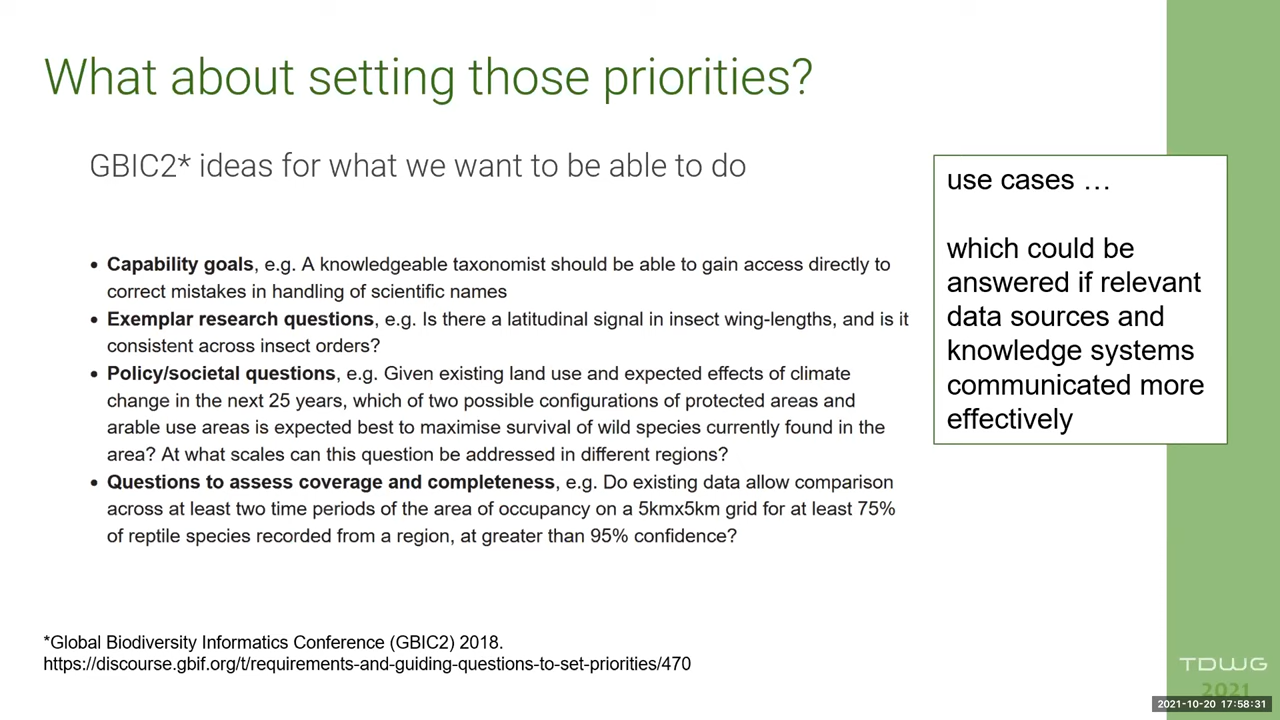 What about setting those priorities?
GBIC2* ideas for what we want to be able to do
• Capability goals, e.g. A knowledgeable taxonomist should be able to gain access directly to
correct mistakes in handling of scientific names
• Exemplar research questions, e.g. Is there a latitudinal signal in insect wing-lengths, and is it
consistent across insect orders?
• Policy/societal questions, e.g. Given existing land use and expected effects of climate
change in the next 25 years, which of two possible configurations of protected areas and
arable use areas is expected best to maximise survival of wild species currently found in the
area? At what scales can this question be addressed in different regions?
• Questions to assess coverage and completeness, e.g. Do existing data allow comparison
across at least two time periods of the area of occupancy on a 5kmx5km grid for at least 75%
of reptile species recorded from a region, at greater than 95% confidence?
use cases …
which could be
answered if relevant
data sources and
knowledge systems
communicated more
effectively
*Global Biodiversity Informatics Conference (GBIC2) 2018.
https://discourse.gbif.org/t/requirements-and-guiding-questions-to-set-priorities/470
TDWG
2021
2021-10-20 17:58:31